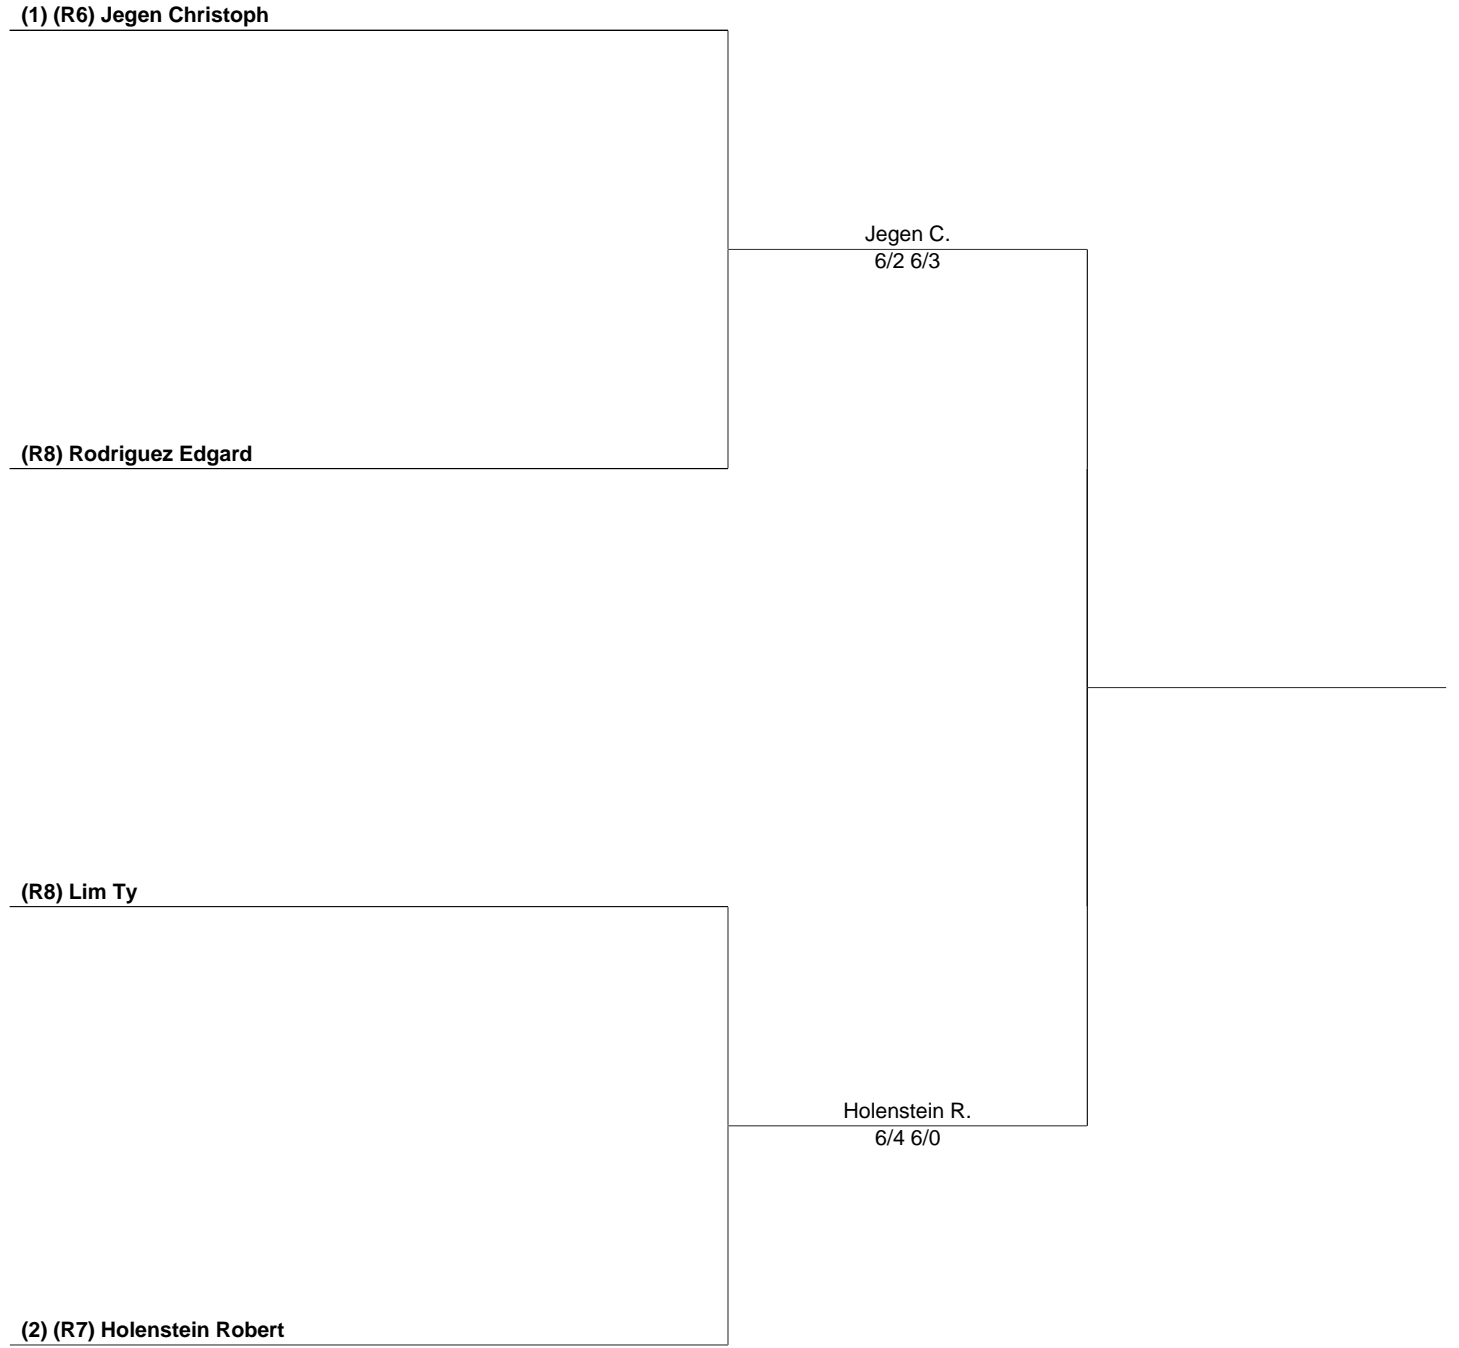 (1) (R6) Jegen Christoph
Jegen C.
6/2 6/3
(R8) Rodriguez Edgard
(R8) Lim Ty
Holenstein R.
6/4 6/0
(2) (R7) Holenstein Robert